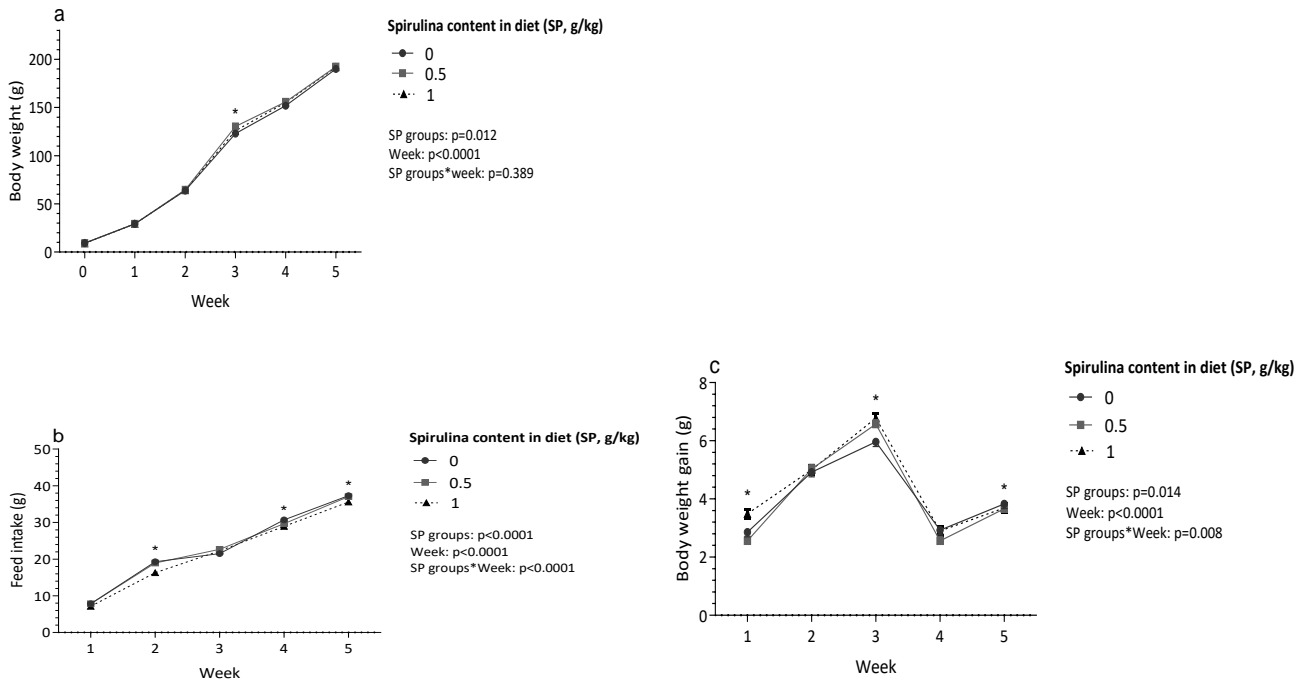 a
Body weight (g)
200
150
100
50
0
0 1 2 3 4 5
Week
*
Spirulina content in diet (SP, g/kg)
0
0.5
1
SP groups: p=0.012
Week: p<0.0001
SP groups*week: p=0.389
b
Feed intake (g)
50
40
30
20
10
0
1 2 3 4 5
Week
*
*
*
Spirulina content in diet (SP, g/kg)
0
0.5
1
SP groups: p<0.0001
Week: p<0.0001
SP groups*Week: p<0.0001
c
Body weight gain (g)
8
6
4
2
0
1 2 3 4 5
Week
*
*
*
Spirulina content in diet (SP, g/kg)
0
0.5
1
SP groups: p=0.014
Week: p<0.0001
SP groups*Week: p=0.008